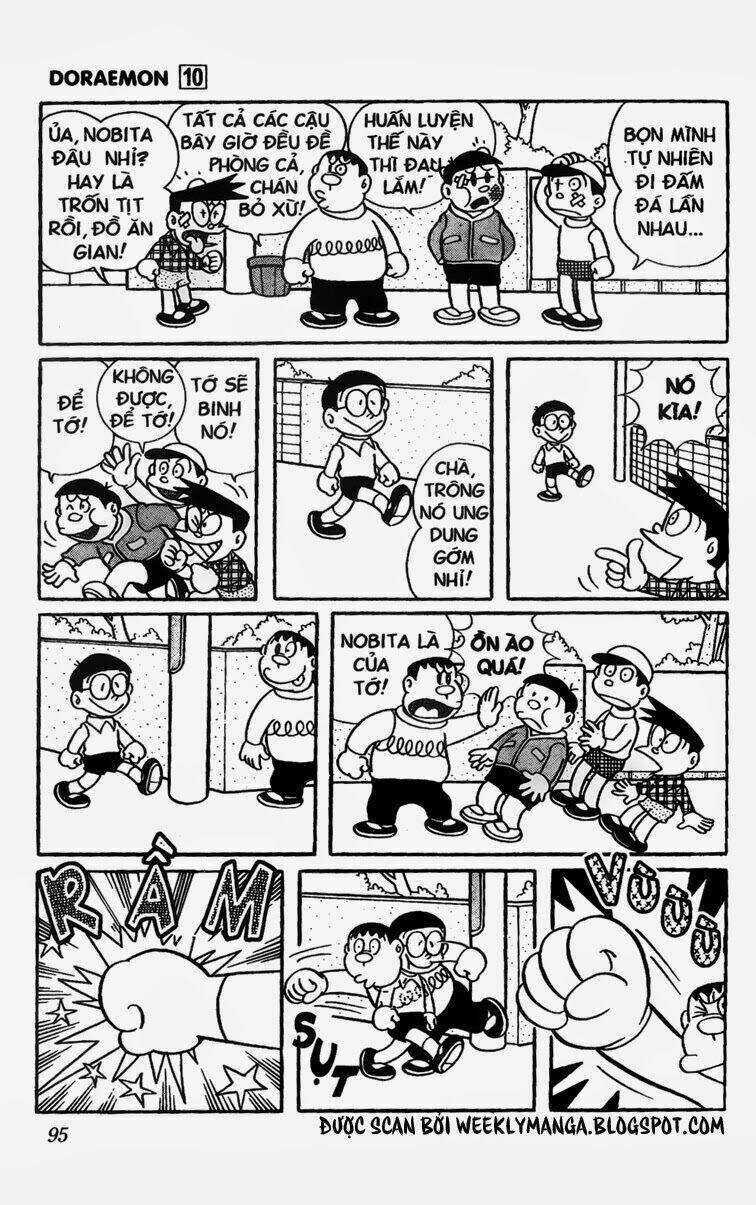 DORAEMON 10
BỌN MÌNH
TỰ NHIÊN
ĐI ĐẤM
ĐÁ LẪN
NHAU...
HUẤN LUYỆN
THẾ NÀY
THÌ ĐAU
LẮM!
TẤT CẢ CÁC CẬU
BÂY GIỜ ĐỀU ĐỀ
PHÒNG CẢ,
CHÁN
BỎ XỪ!
ỦA, NOBITA
ĐÂU NHỈ?
HAY LÀ
TRỐN TỊT
RỒI, ĐỒ ĂN
GIAN!
NÓ
KÌA!
CHÀ,
TRÔNG
NÓ UNG
DUNG
GỚM
NHỈ!
TỚ SẼ
BINH
NÓ!
KHÔNG
ĐƯỢC,
ĐỂ TỚ!
ĐỂ
TỚ!
ỒN ÀO
QUÁ!
NOBITA LÀ
CỦA
TỚ!
VÙÙÙ
SỤT
RẦM
95
ĐƯỢC SCAN BỞI WEEKLYMANGA.BLOGSPOT.COM